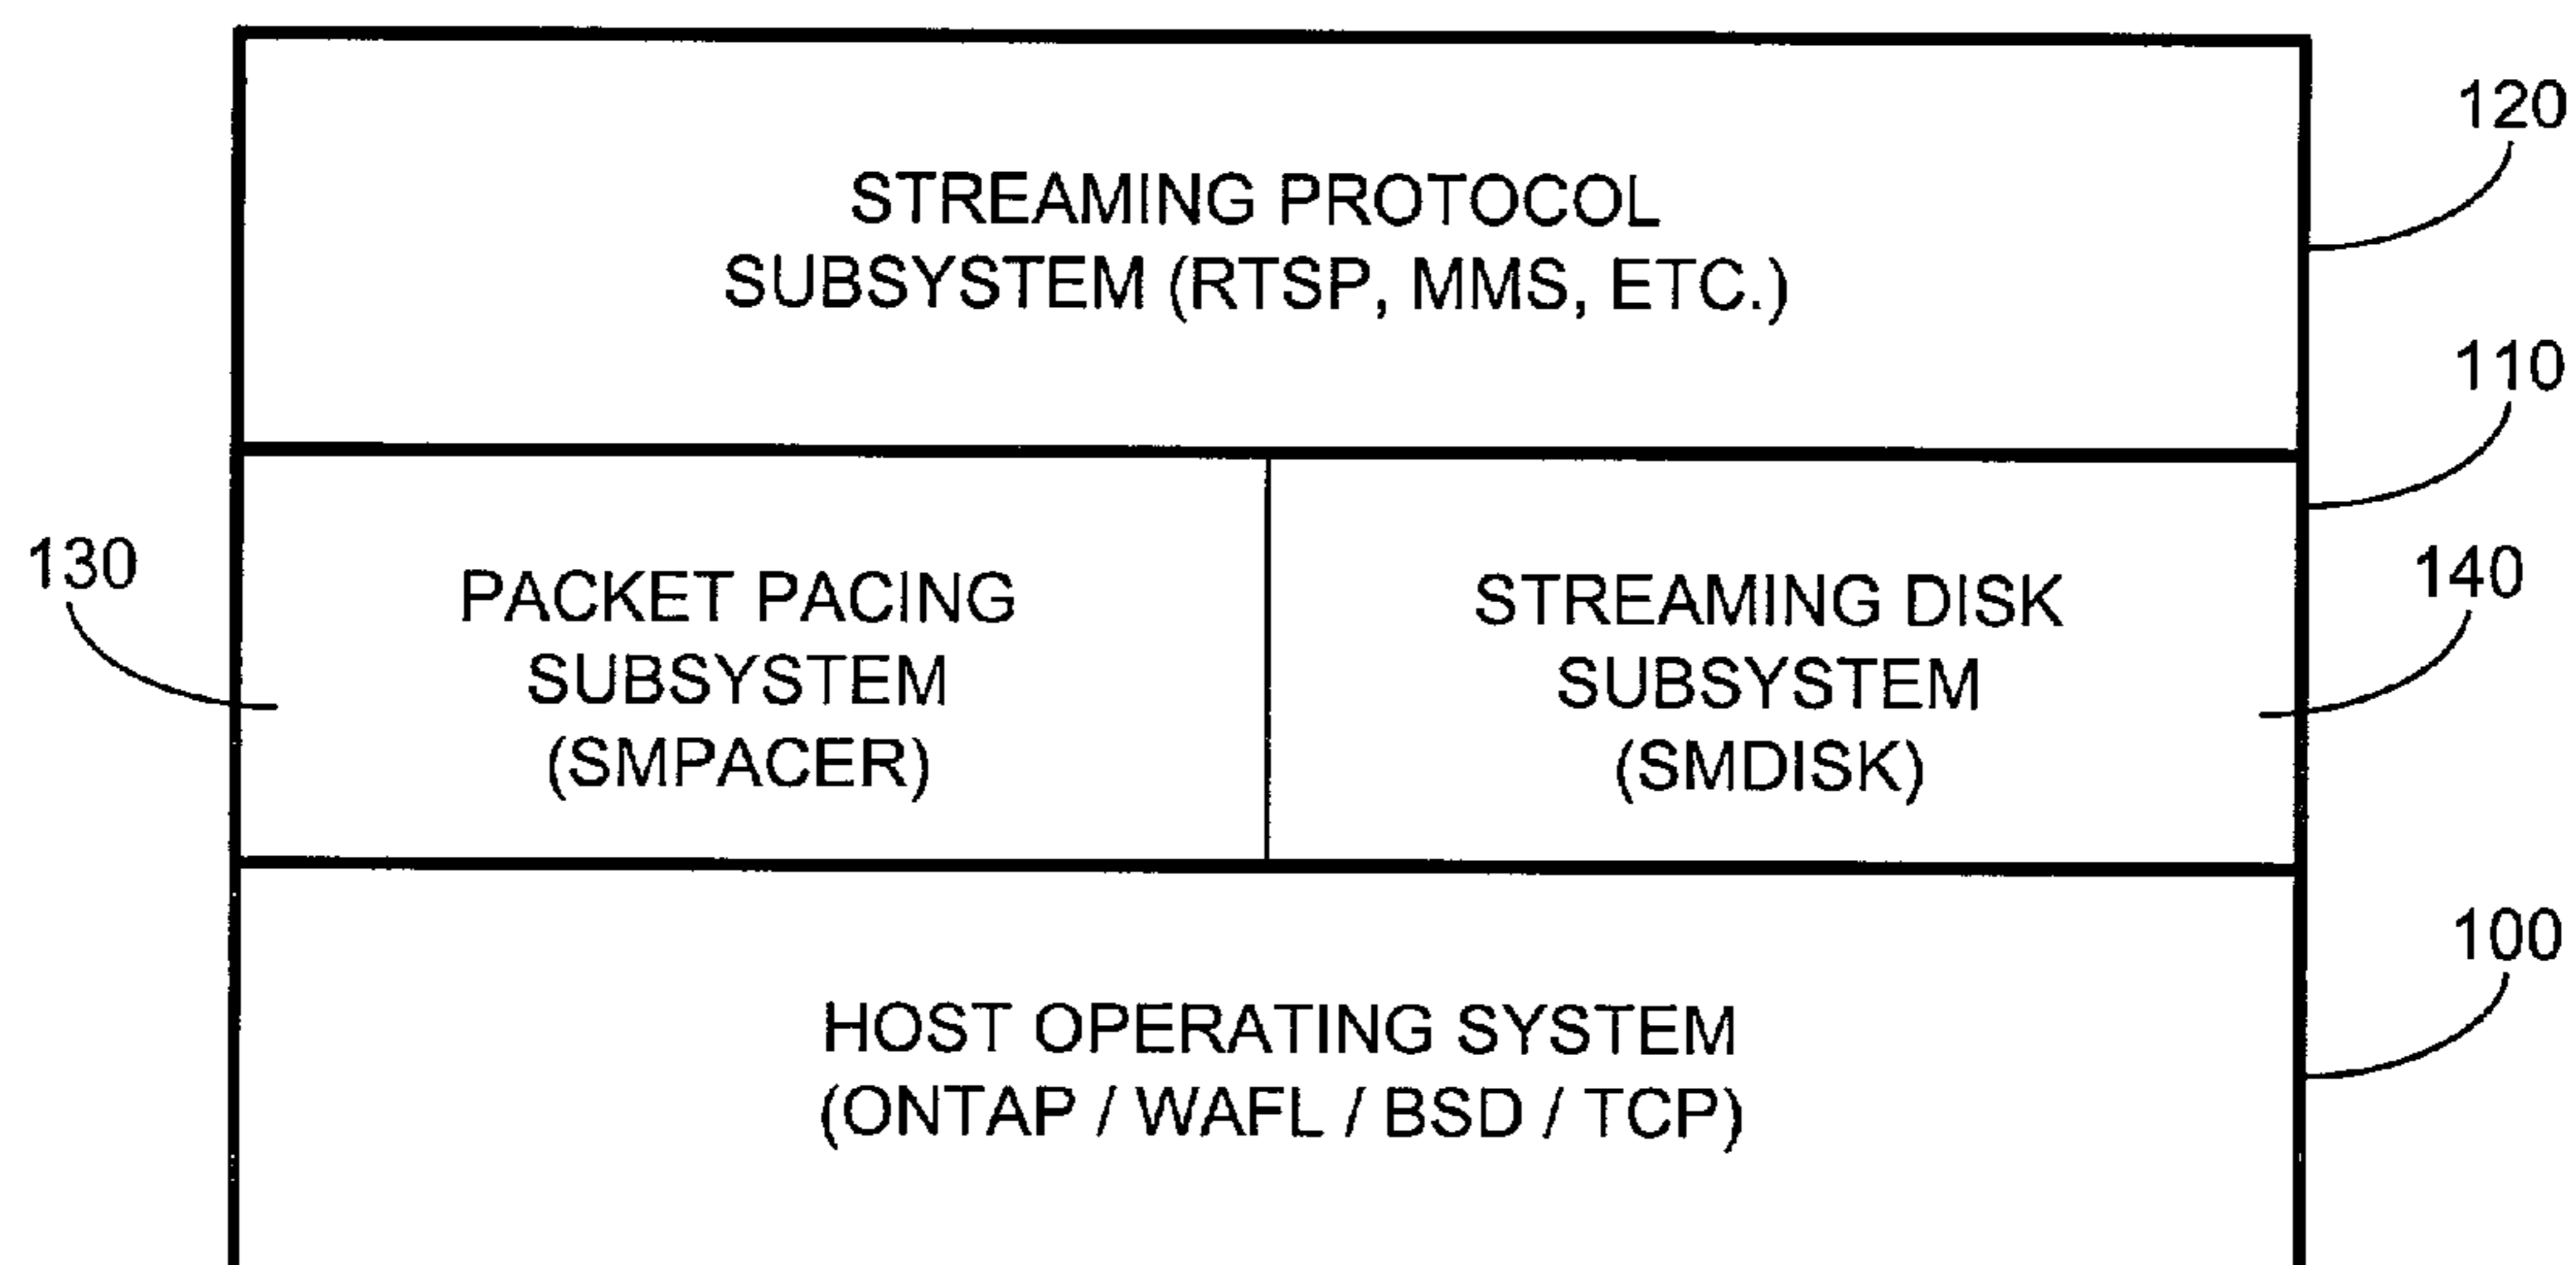 120
STREAMING PROTOCOL
SUBSYSTEM (RTSP, MMS, ETC.)
110
130
PACKET PACING
SUBSYSTEM
(SMPACER)
140
STREAMING DISK
SUBSYSTEM
(SMDISK)
100
HOST OPERATING SYSTEM
(ONTAP / WAFL / BSD / TCP)